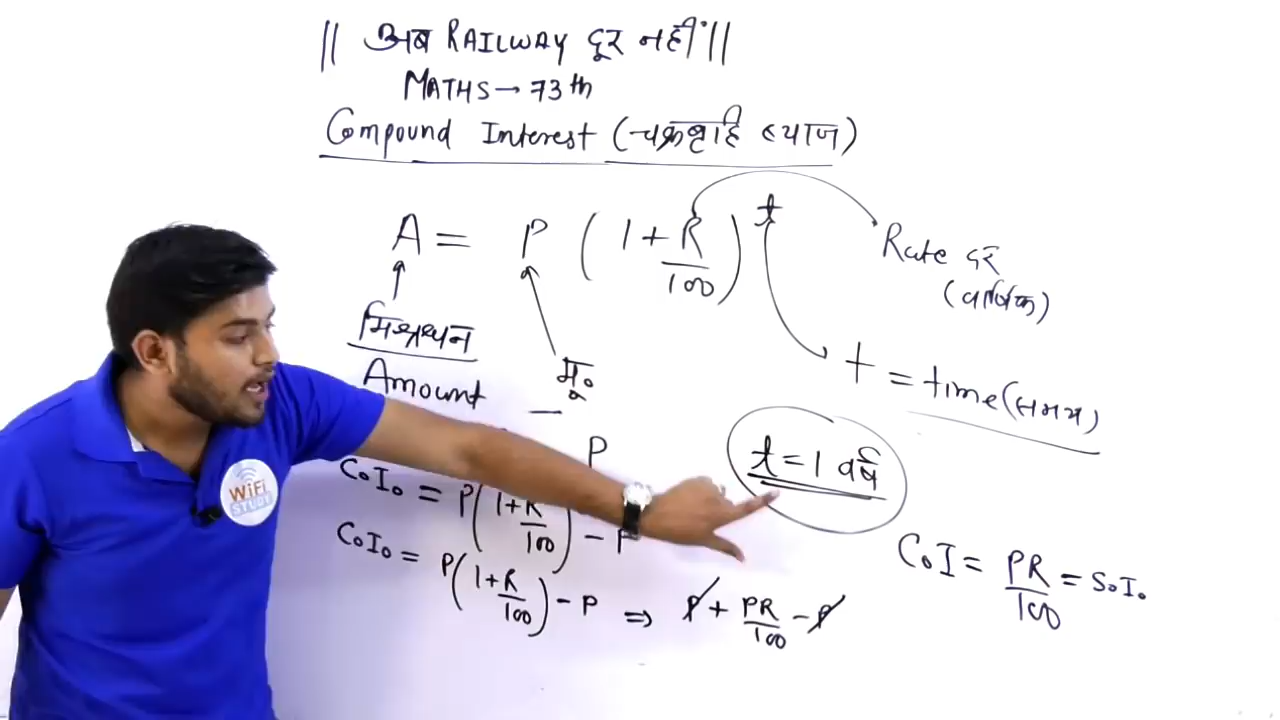 || अब RAILWAY दूर नहीं ||
MATHS → 73th
Compound Interest (चक्रवृद्धि ब्याज)
A = P (1 + R/100)^t
Rate दर
(वार्षिक)
मिश्रधन
Amount
मू०
t = time (समय)
P
t = 1 वर्ष
C.I. = P(1 + R/100) - P
C.I. = P(1 + R/100) - P ⇒ P + PR/100 - P
C.I = PR/100 = S.I.
WiFi
STUDY